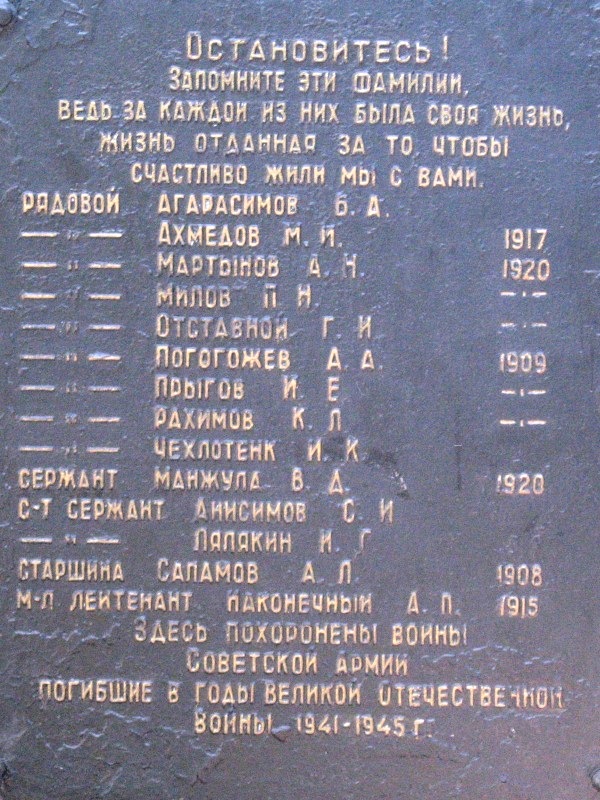 Остановитесь!
Запомните эти фамилии,
ведь за каждой из них была своя жизнь,
жизнь отданная за то, чтобы
счастливо жили мы с вами.
рядовой Агарасимов Б. А.
— " — Ахмедов М. И. 1917
— " — Мартынов А. Н. 1920
— " — Милов П. Н. —"—
— " — Отставной Г. И —"—
— " — Погогожев А. А. 1909
— " — Прыгов И. Е —"—
— " — Рахимов К. Л —"—
— " — Чехлотенк И. К.
сержант Манжула В. Д. 1920
с-т сержант Анисимов С. И
— " — Лялякин И. Г
старшина Саламов А. Л. 1908
м-л лейтенант Наконечный А. П. 1915
Здесь похоронены воины
Советской армии
погибшие в годы Великой Отечественной
войны 1941-1945 г.